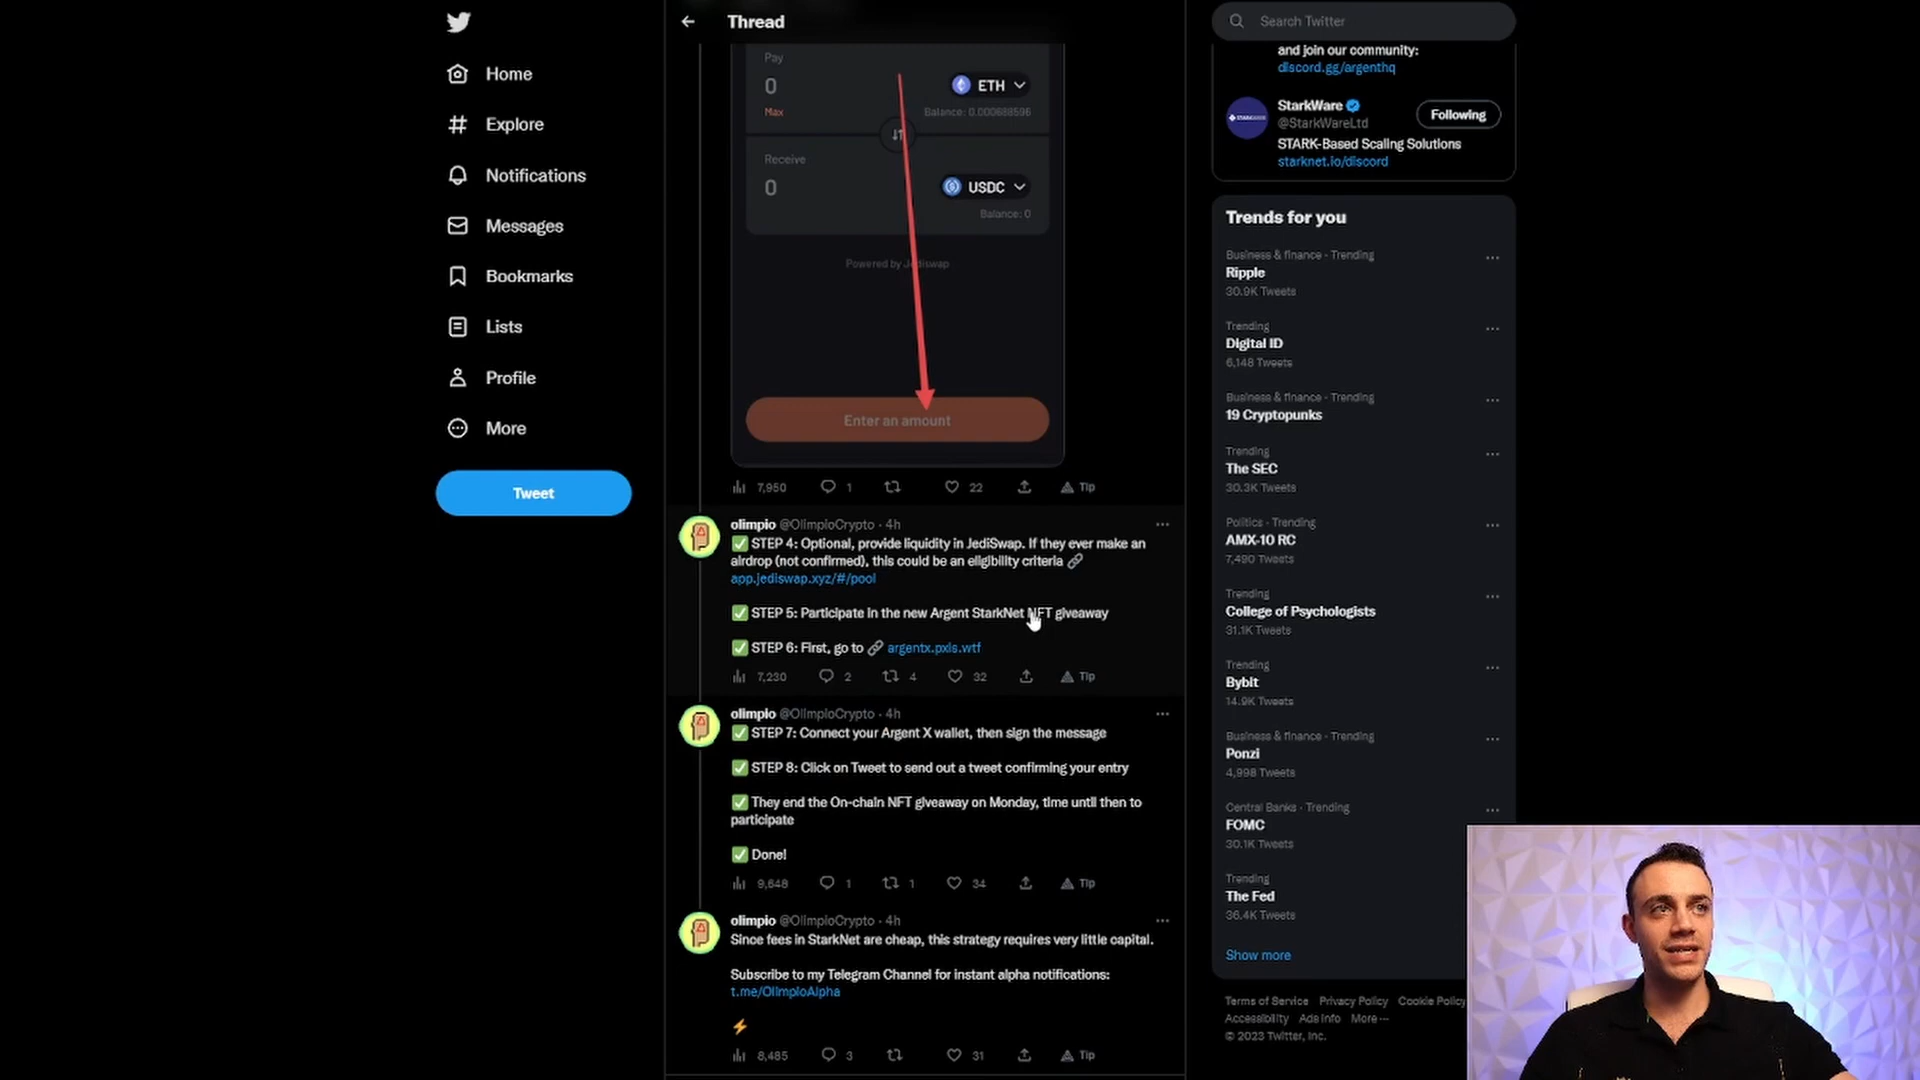 Home
Explore
Notifications
Messages
Bookmarks
Lists
Profile
More
Tweet
Thread
Pay
0
ETH
Max
Balance: 0.000688596
Receive
0
USDC
Balance: 0
Powered by Jediswap
Enter an amount
7,950 1 22 Tip
olimpio @OlimpioCrypto · 4h
✅ STEP 4: Optional, provide liquidity in JediSwap. If they ever make an
airdrop (not confirmed), this could be an eligibility criteria 🔗
app.jediswap.xyz/#/pool
✅ STEP 5: Participate in the new Argent StarkNet NFT giveaway
✅ STEP 6: First, go to 🔗 argentx.pxls.wtf
7,230 2 4 32 Tip
olimpio @OlimpioCrypto · 4h
✅ STEP 7: Connect your Argent X wallet, then sign the message
✅ STEP 8: Click on Tweet to send out a tweet confirming your entry
✅ They end the On-chain NFT giveaway on Monday, time until then to
participate
✅ Done!
9,648 1 1 34 Tip
olimpio @OlimpioCrypto · 4h
Since fees in StarkNet are cheap, this strategy requires very little capital.
Subscribe to my Telegram Channel for instant alpha notifications:
t.me/OlimpioAlpha
⚡
8,485 3 31 Tip
Search Twitter
and join our community:
discord.gg/argenthq
StarkWare
@StarkWareLtd
Following
STARK-Based Scaling Solutions
starknet.io/discord
Trends for you
Business & finance · Trending
Ripple
30.9K Tweets
Trending
Digital ID
6,148 Tweets
Business & finance · Trending
19 Cryptopunks
Trending
The SEC
30.3K Tweets
Politics · Trending
AMX-10 RC
7,490 Tweets
Trending
College of Psychologists
31.1K Tweets
Trending
Bybit
14.9K Tweets
Business & finance · Trending
Ponzi
4,998 Tweets
Central Banks · Trending
FOMC
30.1K Tweets
Trending
The Fed
36.4K Tweets
Show more
Terms of Service Privacy Policy Cookie Policy
Accessibility Ads info More ···
© 2023 Twitter, Inc.